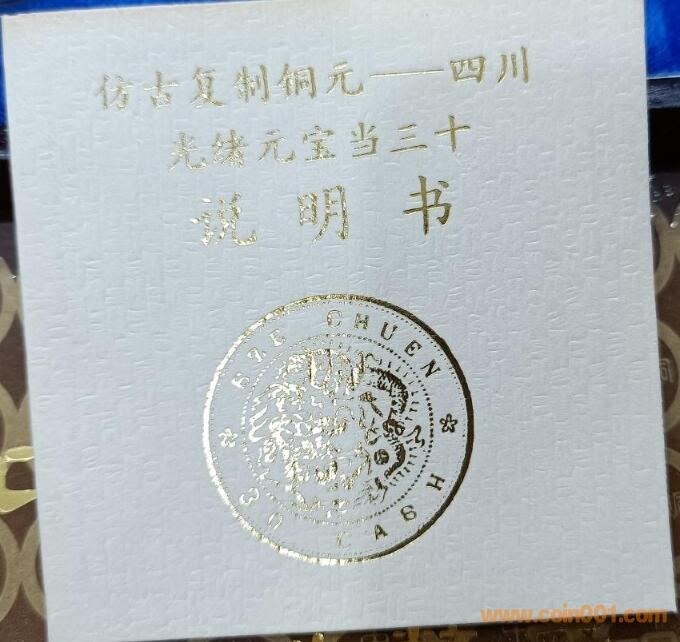 仿古复制铜元——四川
光绪元宝当三十
说明书
SZE CHUEN
30 CASH
www.coin001.com